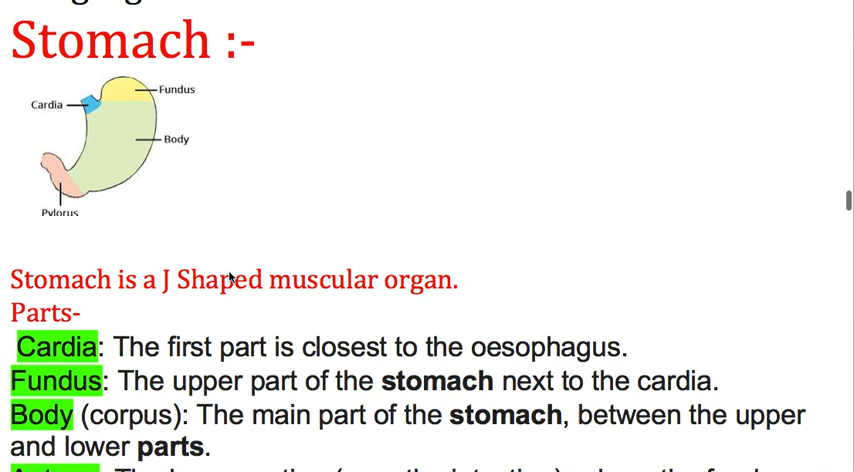 Stomach :-
Fundus
Cardia
Body
Pylorus
Stomach is a J Shaped muscular organ.
Parts-
Cardia: The first part is closest to the oesophagus.
Fundus: The upper part of the stomach next to the cardia.
Body (corpus): The main part of the stomach, between the upper
and lower parts.